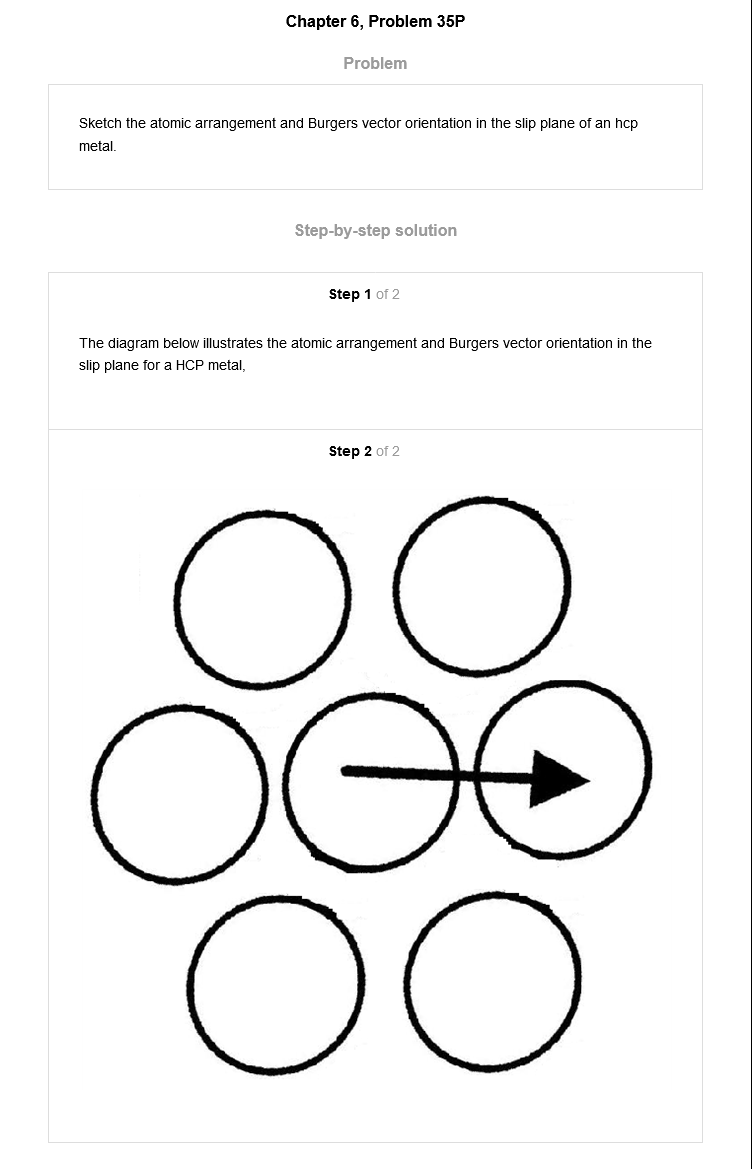 Chapter 6, Problem 35P
Problem
Sketch the atomic arrangement and Burgers vector orientation in the slip plane of an hcp
metal.
Step-by-step solution
Step 1 of 2
The diagram below illustrates the atomic arrangement and Burgers vector orientation in the
slip plane for a HCP metal,
Step 2 of 2